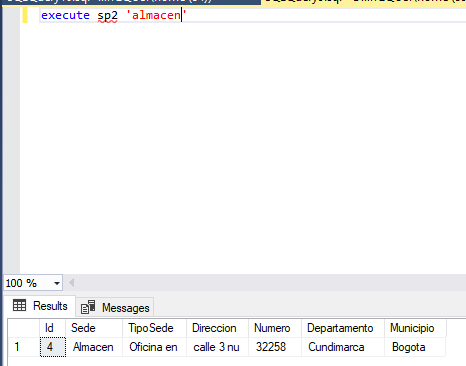 execute sp2 'almacen'
100 %
Results Messages
Id Sede TipoSede Direccion Numero Departamento Municipio
1 4 Almacen Oficina en calle 3 nu 32258 Cundimarca Bogota